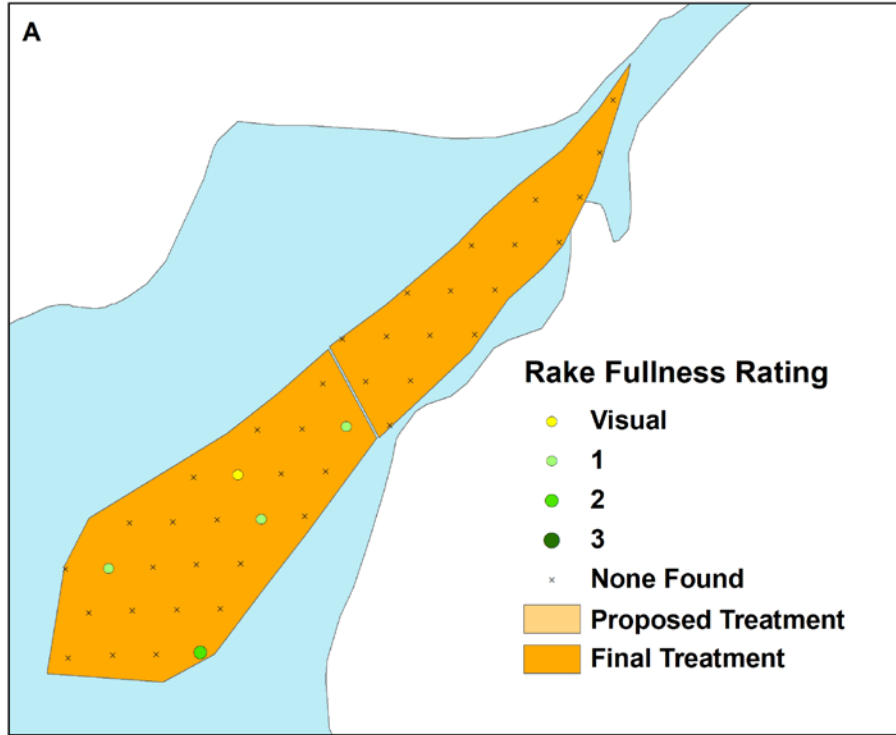 A
Rake Fullness Rating
Visual
1
2
3
None Found
Proposed Treatment
Final Treatment